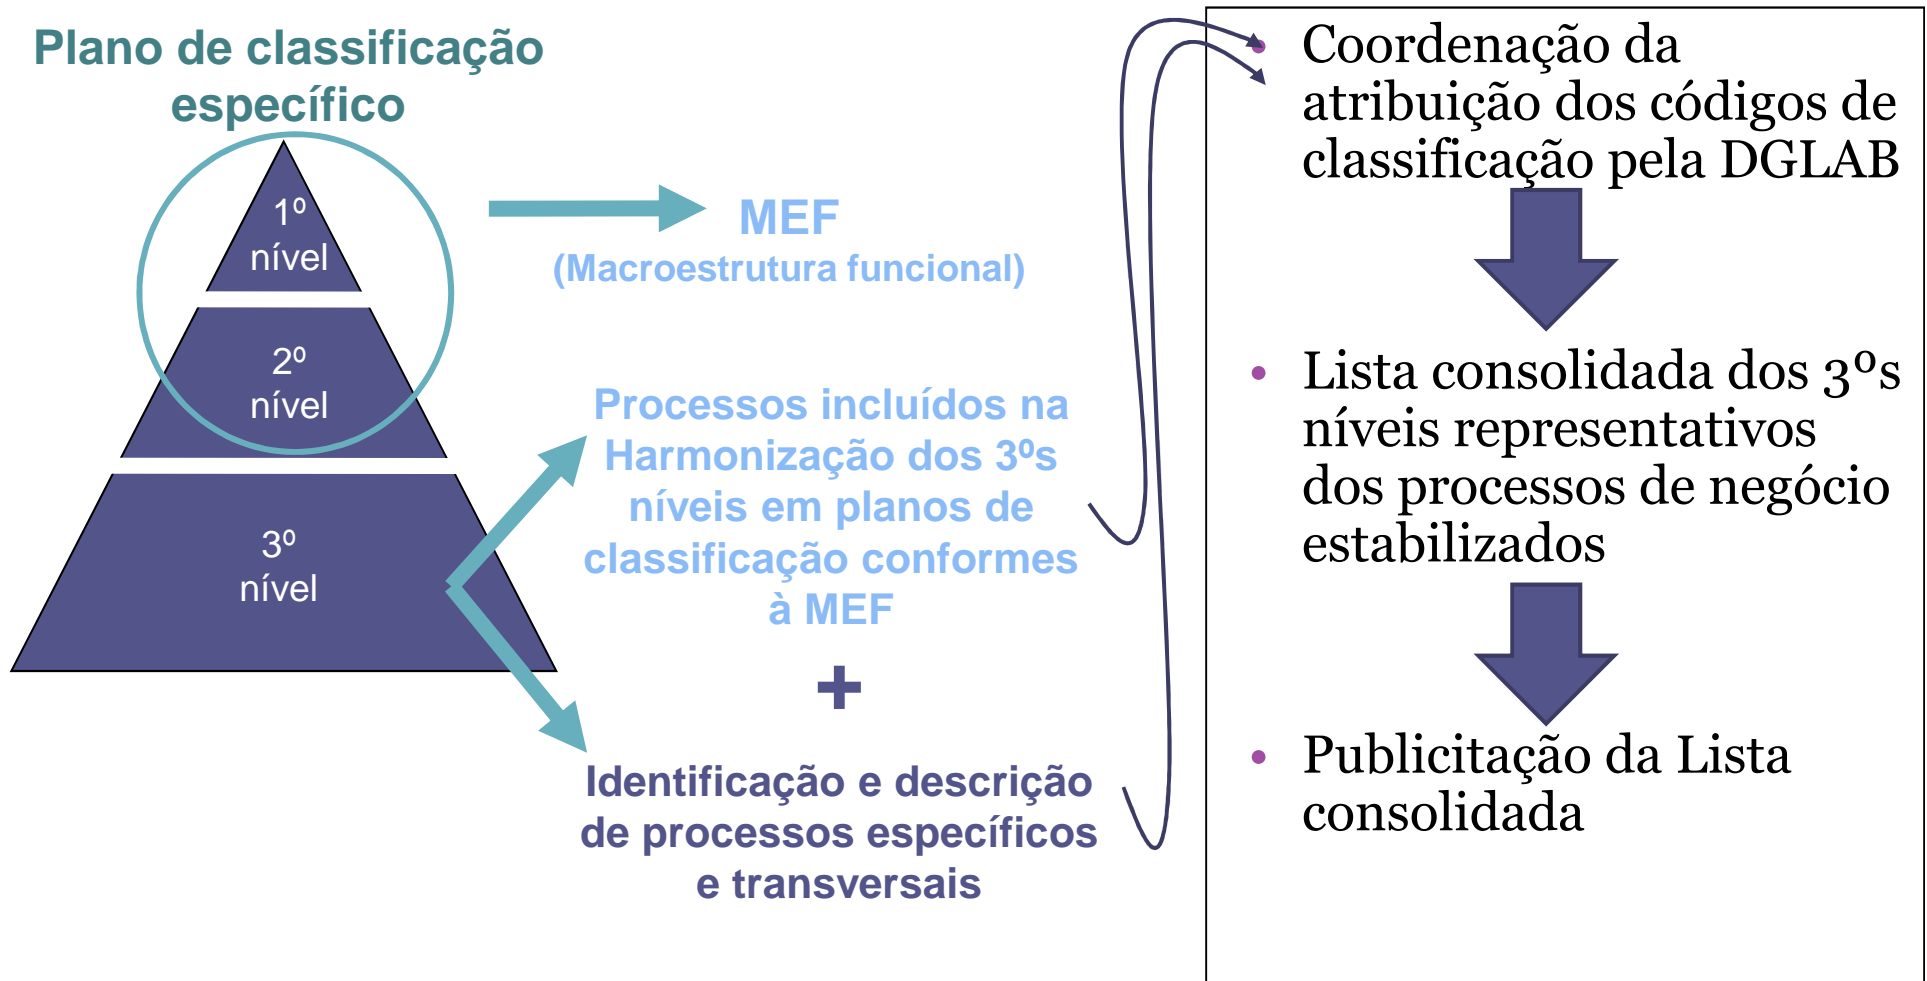 Plano de classificação
específico
1º
nível
2º
nível
3º
nível
MEF
(Macroestrutura funcional)
Processos incluídos na
Harmonização dos 3ºs
níveis em planos de
classificação conformes
à MEF
+
Identificação e descrição
de processos específicos
e transversais
• Coordenação da
atribuição dos códigos de
classificação pela DGLAB
• Lista consolidada dos 3ºs
níveis representativos
dos processos de negócio
estabilizados
• Publicitação da Lista
consolidada